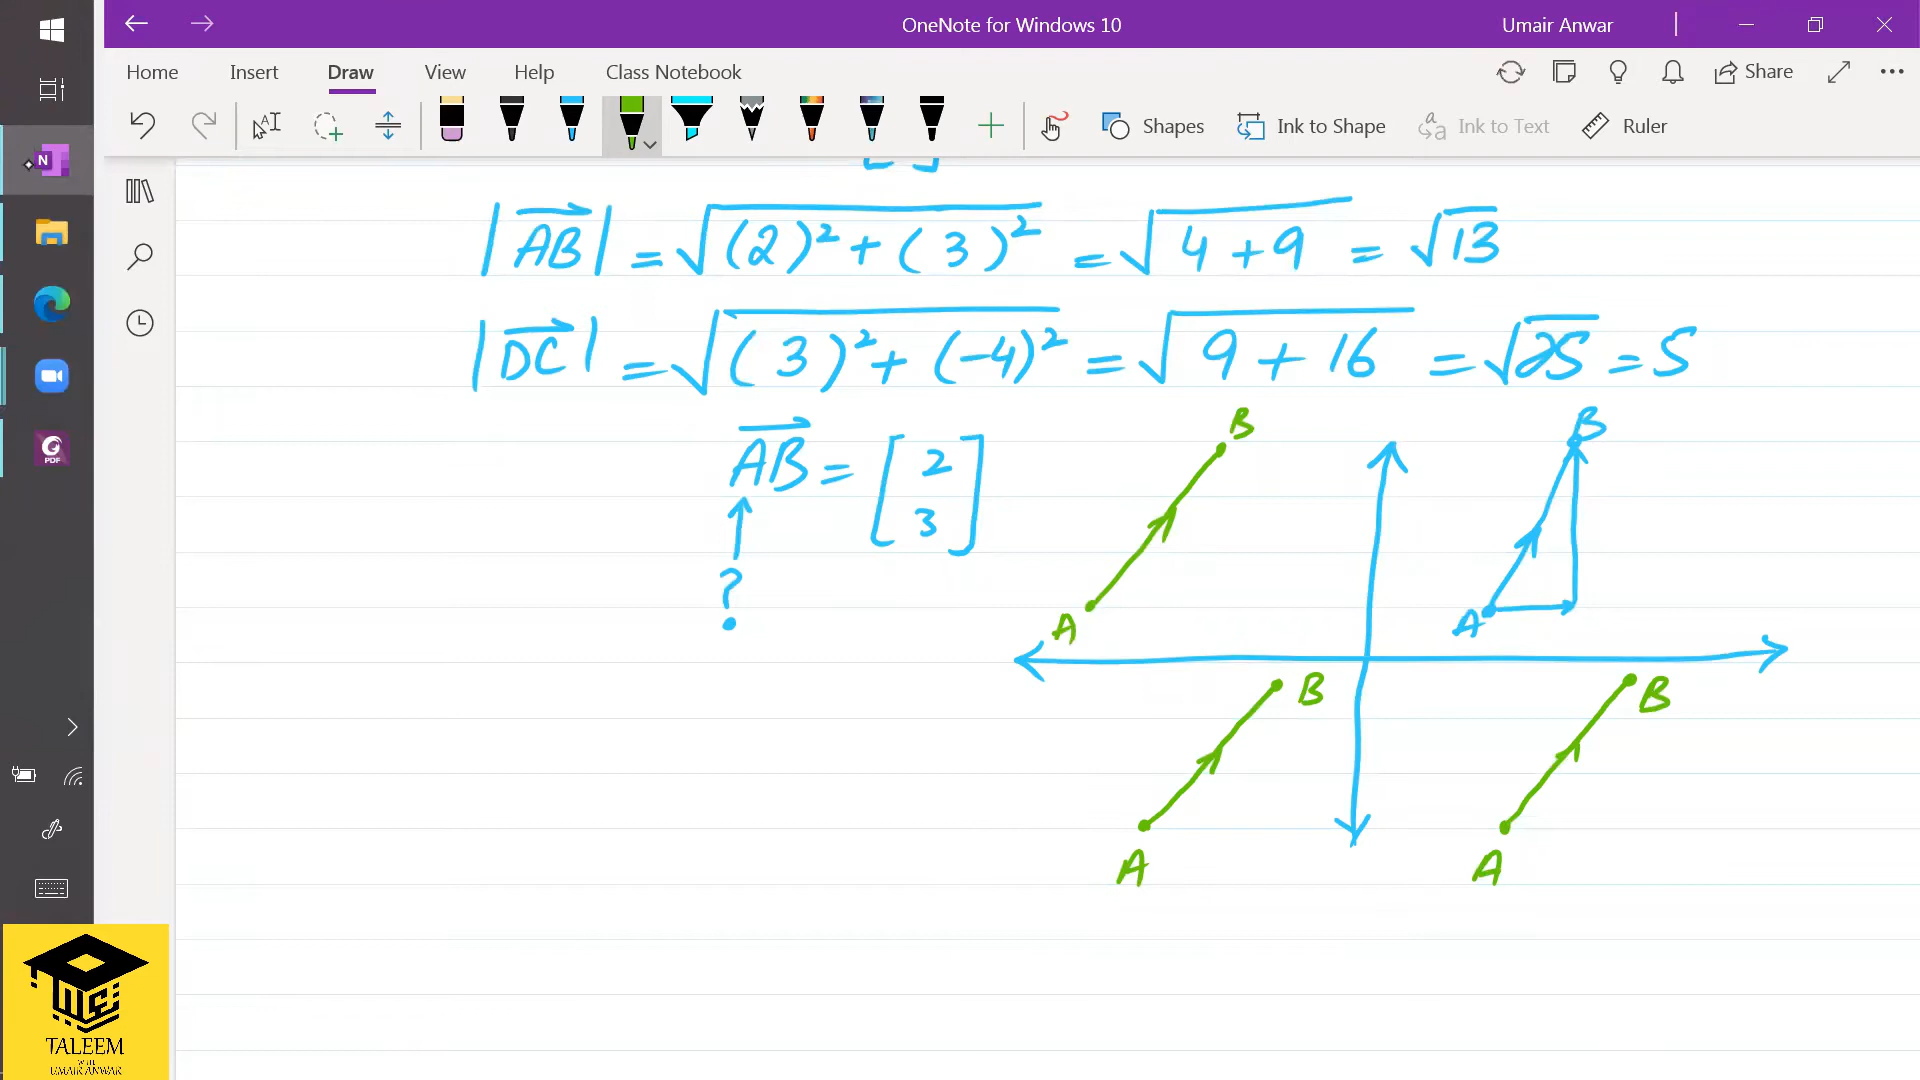 OneNote for Windows 10
Umair Anwar
Home Insert Draw View Help Class Notebook
Share
Shapes Ink to Shape Ink to Text Ruler
|AB| = √(2)² + (3)² = √4 + 9 = √13
|DC| = √(3)² + (-4)² = √9 + 16 = √25 = 5
AB = [2
3]
?
B
A
B
A
B
A
B
A
PDF
TALEEM
WITH
UMAIR ANWAR